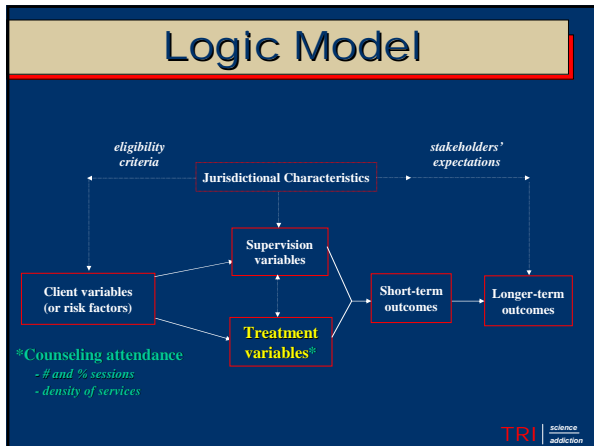 Logic Model
eligibility
criteria
stakeholders'
expectations
Jurisdictional Characteristics
Supervision
variables
Client variables
(or risk factors)
Short-term
outcomes
Longer-term
outcomes
Treatment
variables*
*Counseling attendance
- # and % sessions
- density of services
TRI science
addiction